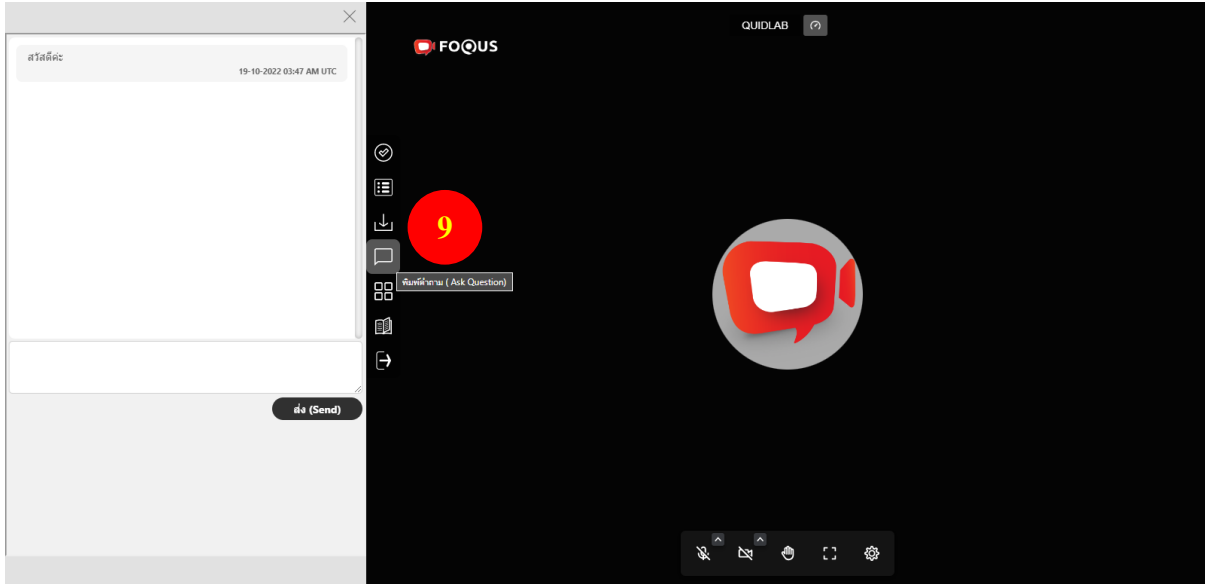 สวัสดีค่ะ
19-10-2022 03:47 AM UTC
ส่ง (Send)
QUIDLAB
FOQUS
9
พิมพ์คำถาม ( Ask Question)